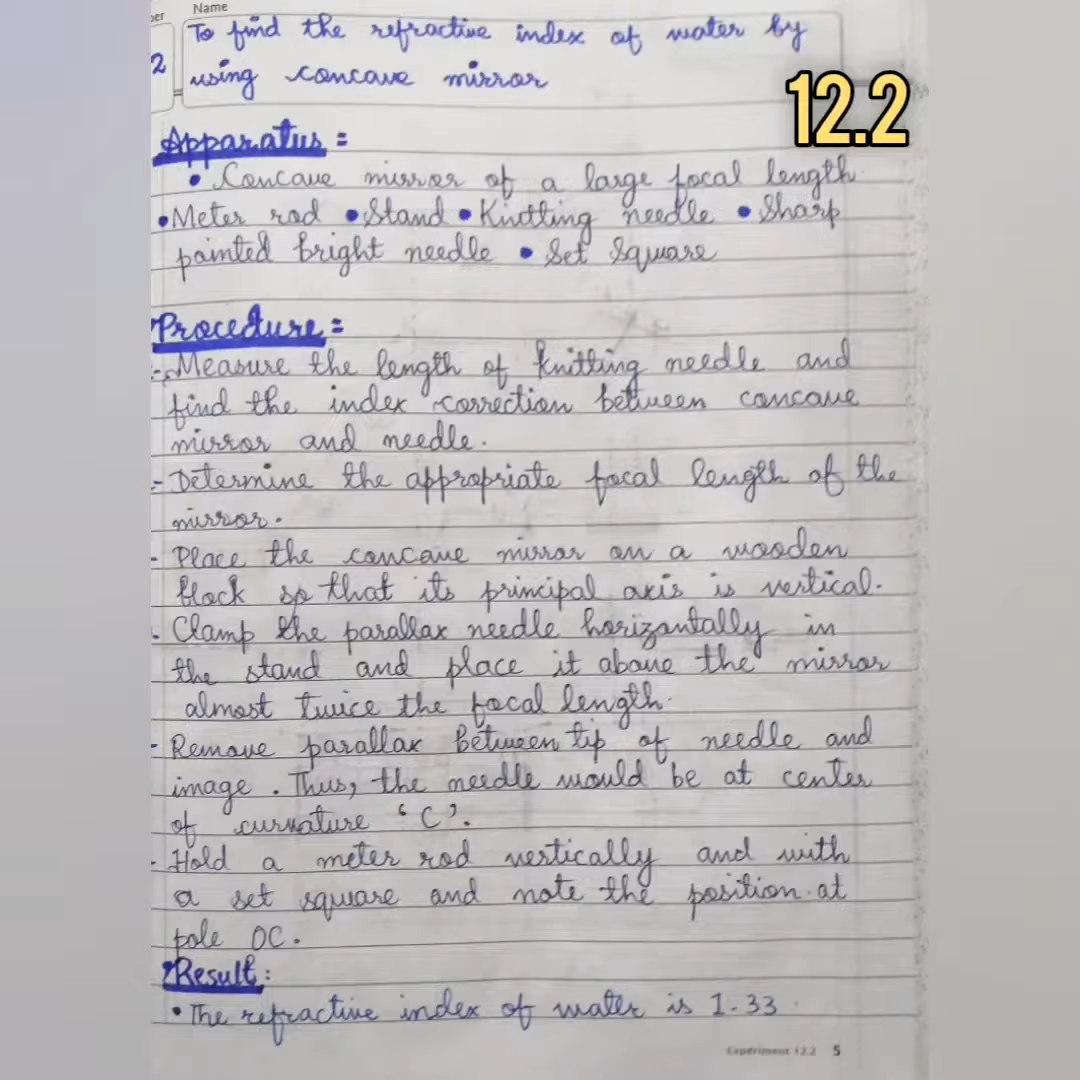 Name
To find the refractive index of water by
2 using concave mirror
12.2
Apparatus =
• Concave mirror of a large focal length
• Meter rod • Stand • Knitting needle • Sharp
pointed bright needle • Set Square
Procedure =
- Measure the length of knitting needle and
find the index correction between concave
mirror and needle.
- Determine the appropriate focal length of the
mirror.
- Place the concave mirror on a wooden
block so that its principal axis is vertical.
- Clamp the parallax needle horizontally in
the stand and place it above the mirror
almost twice the focal length.
- Remove parallax between tip of needle and
image. Thus, the needle would be at center
of curvature 'C'.
- Hold a meter rod vertically and with
a set square and note the position at
pole OC.
Result:
• The refractive index of water is 1.33
Experiment 12.2 5